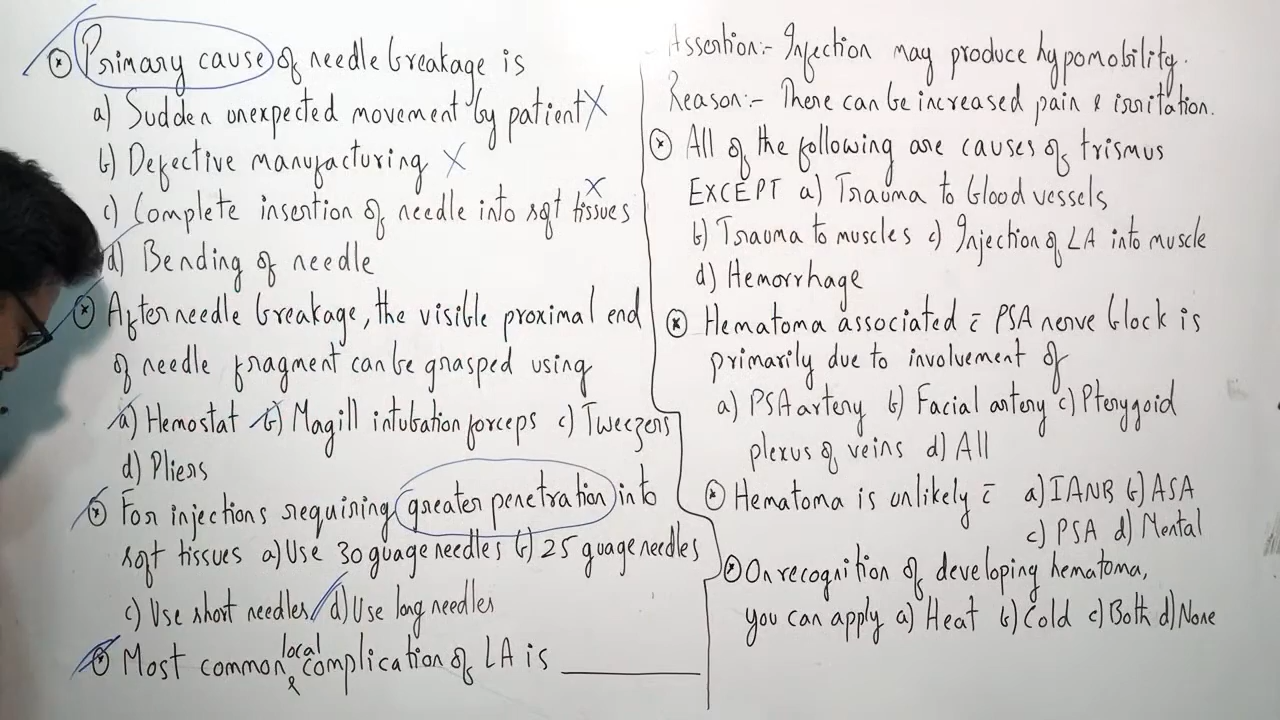 Primary cause of needle breakage is
a) Sudden unexpected movement by patient X
b) Defective manufacturing X
c) Complete insertion of needle into soft tissues X
d) Bending of needle
After needle breakage, the visible proximal end
of needle fragment can be grasped using
a) Hemostat b) Magill intubation forceps c) Tweezers
d) Pliers
For injections requiring greater penetration into
soft tissues a) Use 30 guage needles b) 25 guage needles
c) Use short needles d) Use long needles
Most common & local complication of LA is ________
Assertion:- Injection may produce hypomobility.
Reason:- There can be increased pain & irritation.
All of the following are causes of trismus
EXCEPT a) Trauma to blood vessels
b) Trauma to muscles c) Injection of LA into muscle
d) Hemorrhage
Hematoma associated c̄ PSA nerve block is
primarily due to involvement of
a) PSA artery b) Facial artery c) Pterygoid
plexus of veins d) All
Hematoma is unlikely c̄ a) IANB b) ASA
c) PSA d) Mental
On recognition of developing hematoma,
you can apply a) Heat b) Cold c) Both d) None